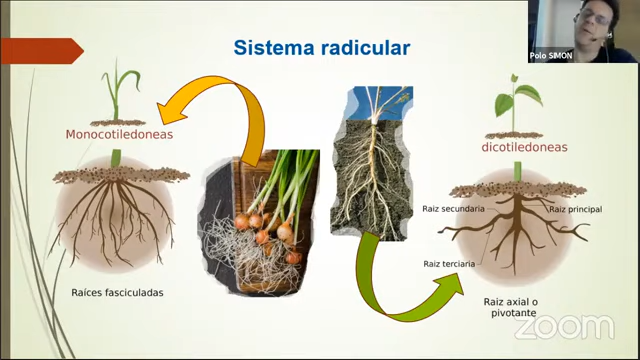 Sistema radicular
Polo SIMON
Monocotiledoneas
dicotiledoneas
Raiz secundaria
Raiz principal
Raiz terciaria
Raíces fasciculadas
Raiz axial o
pivotante
zoom